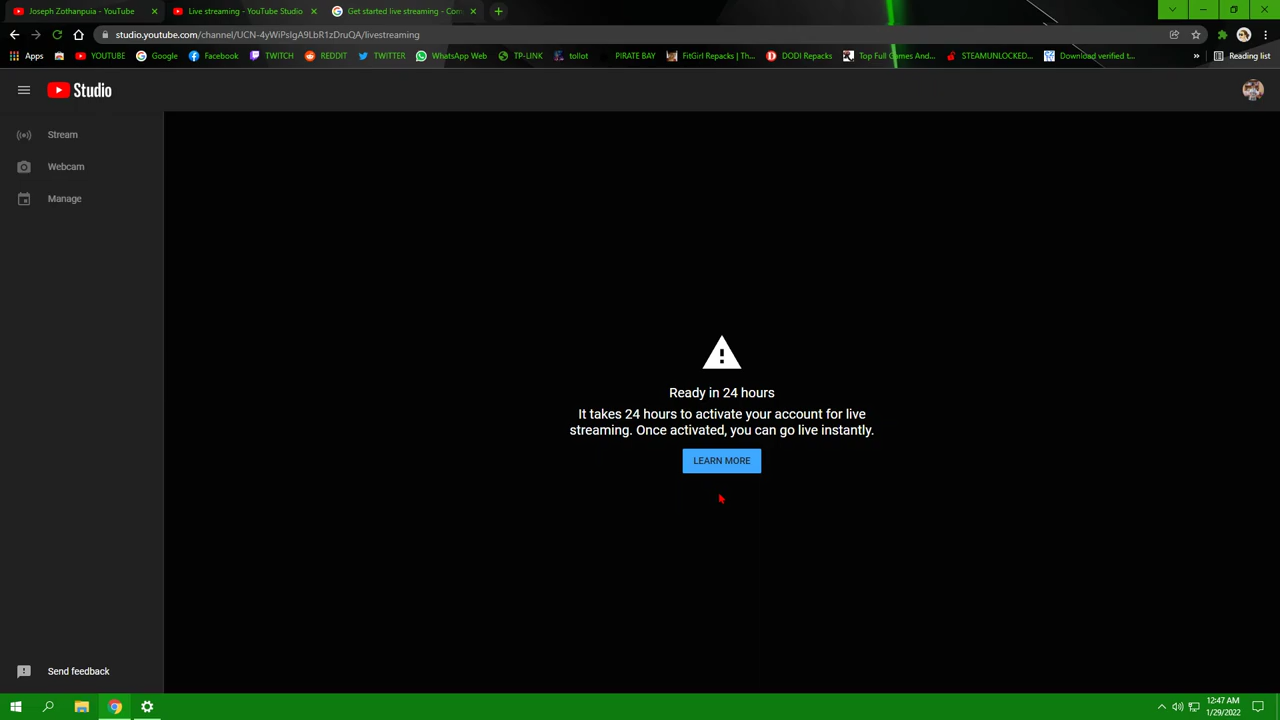 Joseph Zothanpuia - YouTube
Live streaming - YouTube Studio
Get started live streaming - Com
studio.youtube.com/channel/UCN-4yWiPsIgA9LbR1zDruQA/livestreaming
Apps
YOUTUBE
Google
Facebook
TWITCH
REDDIT
TWITTER
WhatsApp Web
TP-LINK
tollot
PIRATE BAY
FitGirl Repacks | Th...
DODI Repacks
Top Full Games And...
STEAMUNLOCKED...
Download verified t...
»
Reading list
Studio
Stream
Webcam
Manage
Ready in 24 hours
It takes 24 hours to activate your account for live
streaming. Once activated, you can go live instantly.
LEARN MORE
Send feedback
12:47 AM
1/29/2022